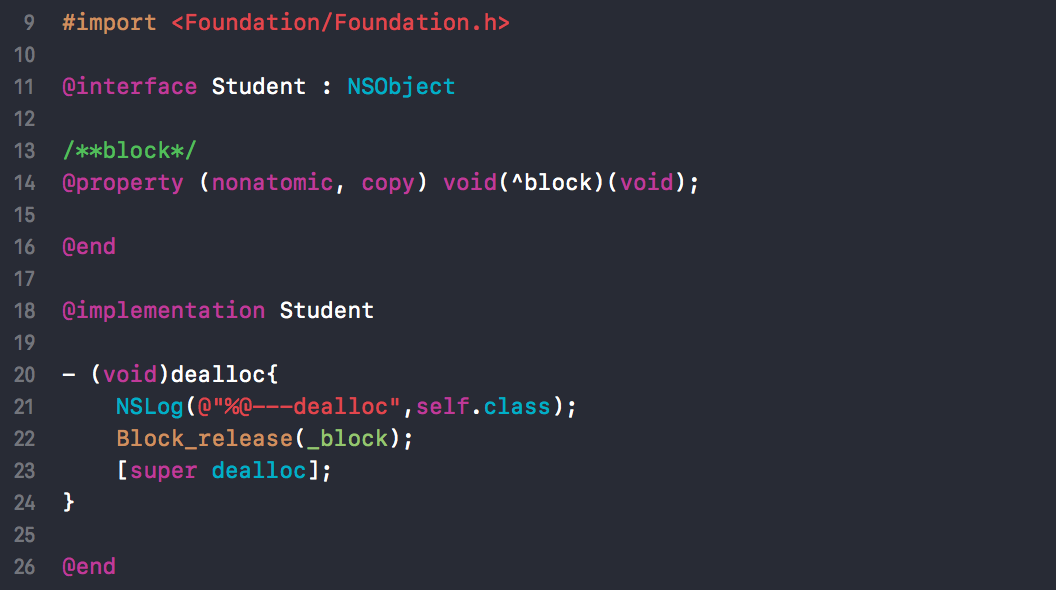 9 #import <Foundation/Foundation.h>
10
11 @interface Student : NSObject
12
13 /**block*/
14 @property (nonatomic, copy) void(^block)(void);
15
16 @end
17
18 @implementation Student
19
20 - (void)dealloc{
21     NSLog(@"%@---dealloc",self.class);
22     Block_release(_block);
23     [super dealloc];
24 }
25
26 @end